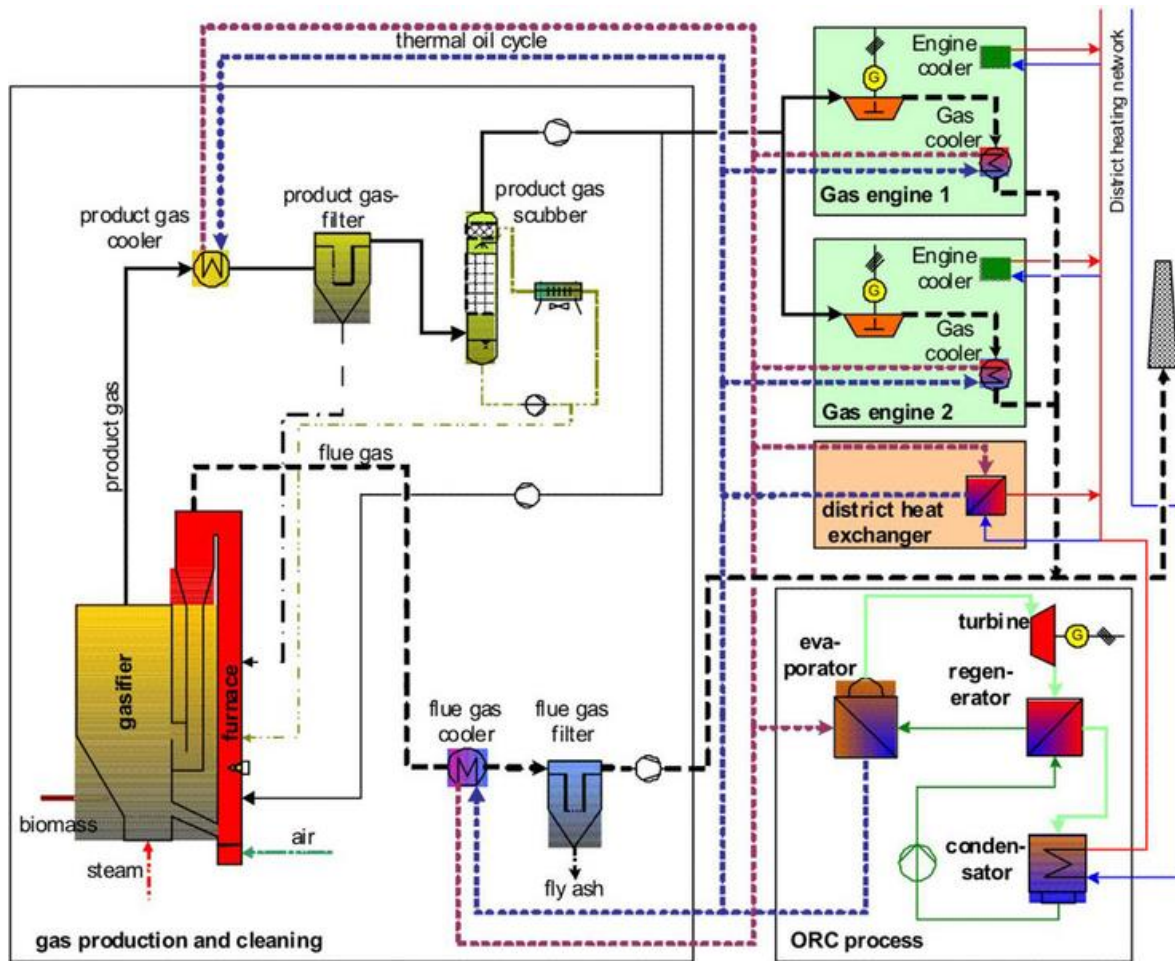 thermal oil cycle
product gas
cooler
product gas-
filter
product gas
scubber
product gas
flue gas
gasifier
furnace
biomass
steam
air
flue gas
cooler
flue gas
filter
fly ash
gas production and cleaning
G
Engine
cooler
Gas
cooler
Gas engine 1
G
Engine
cooler
Gas
cooler
Gas engine 2
District heating network
district heat
exchanger
turbine
G
eva-
porator
regen-
erator
conden-
sator
ORC process